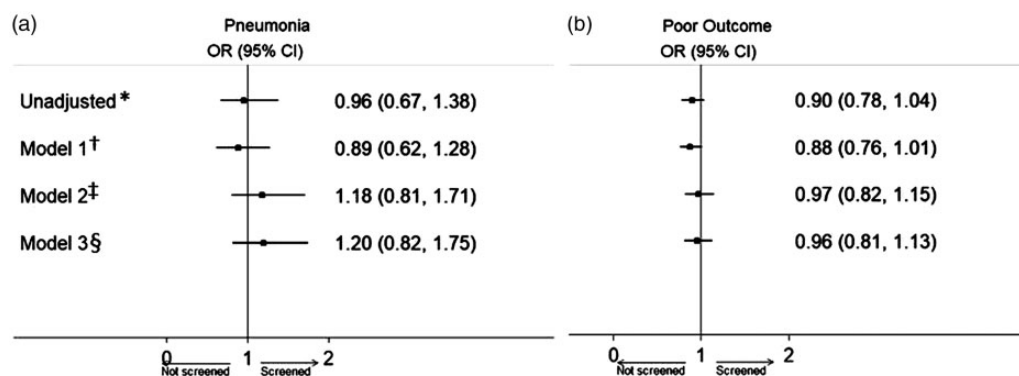 (a)
Pneumonia
OR (95% CI)
Unadjusted * 0.96 (0.67, 1.38)
Model 1† 0.89 (0.62, 1.28)
Model 2‡ 1.18 (0.81, 1.71)
Model 3§ 1.20 (0.82, 1.75)
0 1 2
Not screened Screened
(b)
Poor Outcome
OR (95% CI)
0.90 (0.78, 1.04)
0.88 (0.76, 1.01)
0.97 (0.82, 1.15)
0.96 (0.81, 1.13)
0 1 2
Not screened Screened